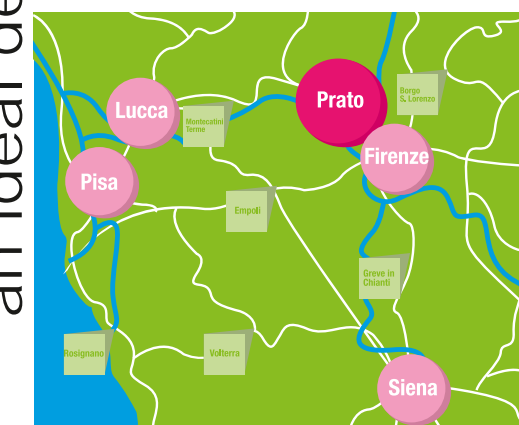 an ideal de
Prato
Borgo
S. Lorenzo
Lucca
Montecatini
Terme
Firenze
Pisa
Empoli
Greve in
Chianti
Rosignano
Volterra
Siena